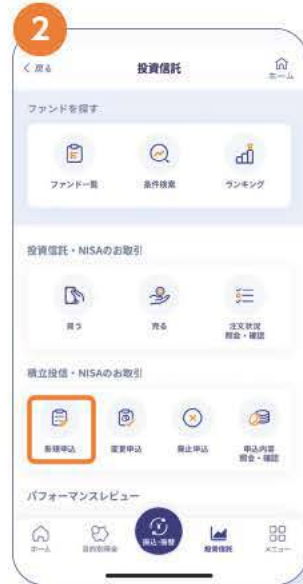 2
< 戻る 投資信託 ホーム
ファンドを探す
ファンド一覧 条件検索 ランキング
投資信託・NISAのお取引
買う 売る 注文状況
照会・確認
積立投信・NISAのお取引
新規申込 変更申込 廃止申込 申込内容
照会・確認
パフォーマンスレビュー
ホーム 目的別預金 振込・振替 投資信託 メニュー